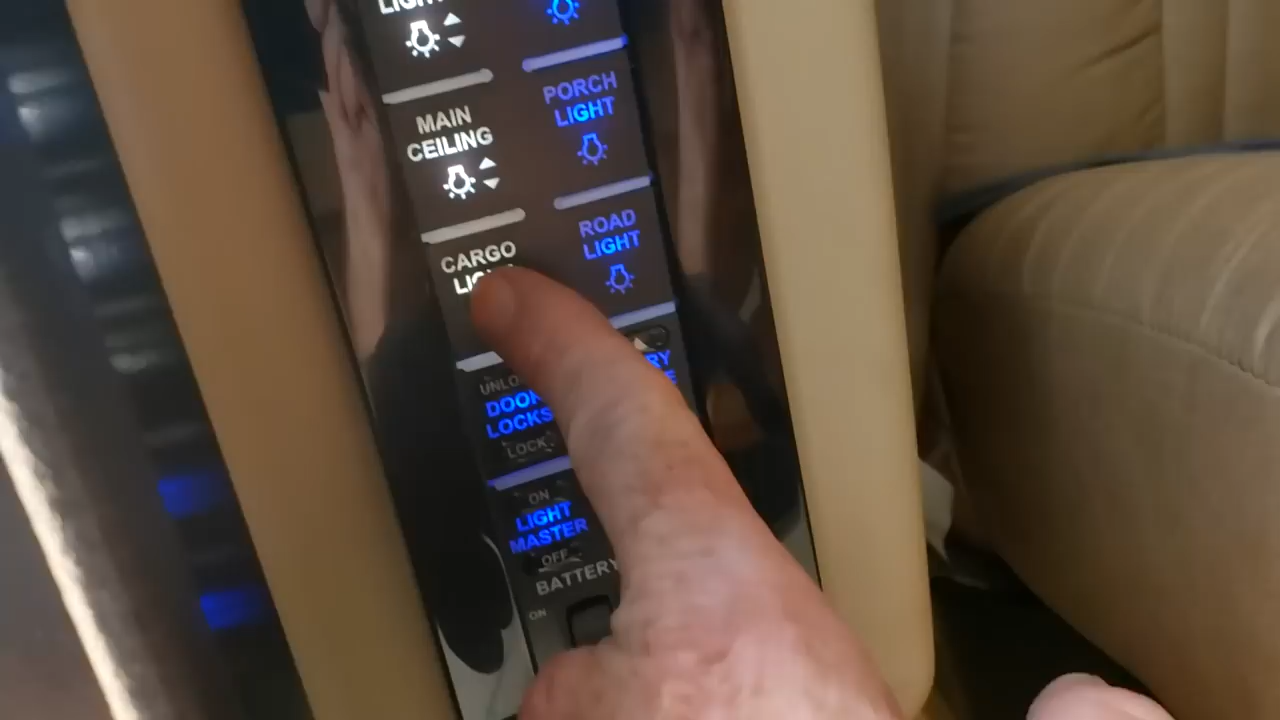 MAIN
CEILING
PORCH
LIGHT
CARGO
ROAD
LIGHT
DOOR
LOCKS
LOCK
ON
LIGHT
MASTER
OFF
BATTERY
ON